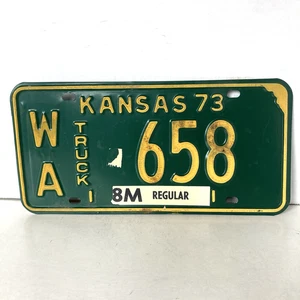 KANSAS 73
WA
TRUCK
658
8M REGULAR